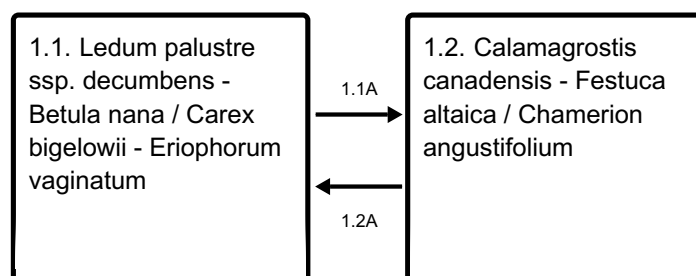 1.1. Ledum palustre
ssp. decumbens -
Betula nana / Carex
bigelowii - Eriophorum
vaginatum
1.1A
1.2A
1.2. Calamagrostis
canadensis - Festuca
altaica / Chamerion
angustifolium